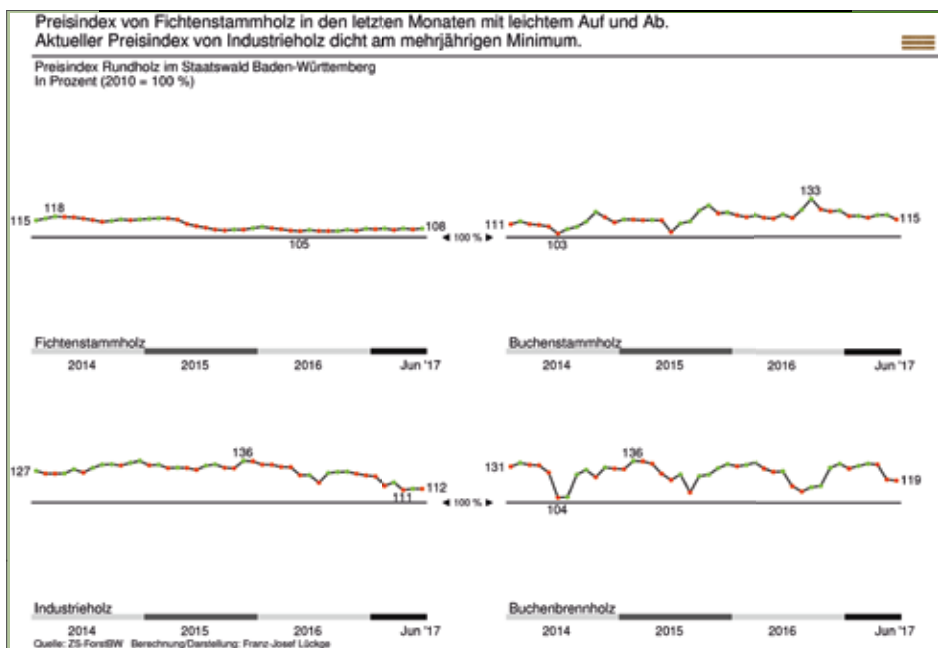 Preisindex von Fichtenstammholz in den letzten Monaten mit leichtem Auf und Ab.
Aktueller Preisindex von Industrieholz dicht am mehrjährigen Minimum.
Preisindex Rundholz im Staatswald Baden-Württemberg
In Prozent (2010 = 100 %)
115 118 105 108
◄ 100 % ►
111 103 133 115
Fichtenstammholz
2014 2015 2016 Jun '17
Buchenstammholz
2014 2015 2016 Jun '17
127 136 111 112
◄ 100 % ►
131 104 136 119
Industrieholz
2014 2015 2016 Jun '17
Buchenbrennholz
2014 2015 2016 Jun '17
Quelle: ZS-ForstBW Berechnung/Darstellung: Franz-Josef Lückge